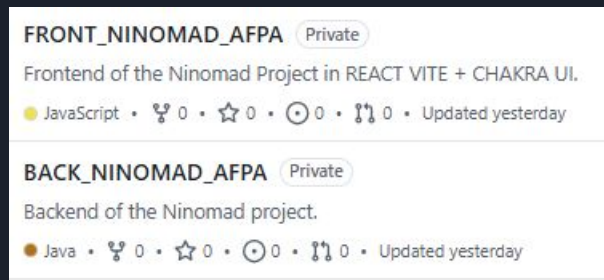 FRONT_NINOMAD_AFPA Private
Frontend of the Ninomad Project in REACT VITE + CHAKRA UI.
JavaScript • 0 • 0 • 0 • 0 • Updated yesterday
BACK_NINOMAD_AFPA Private
Backend of the Ninomad project.
Java • 0 • 0 • 0 • 0 • Updated yesterday